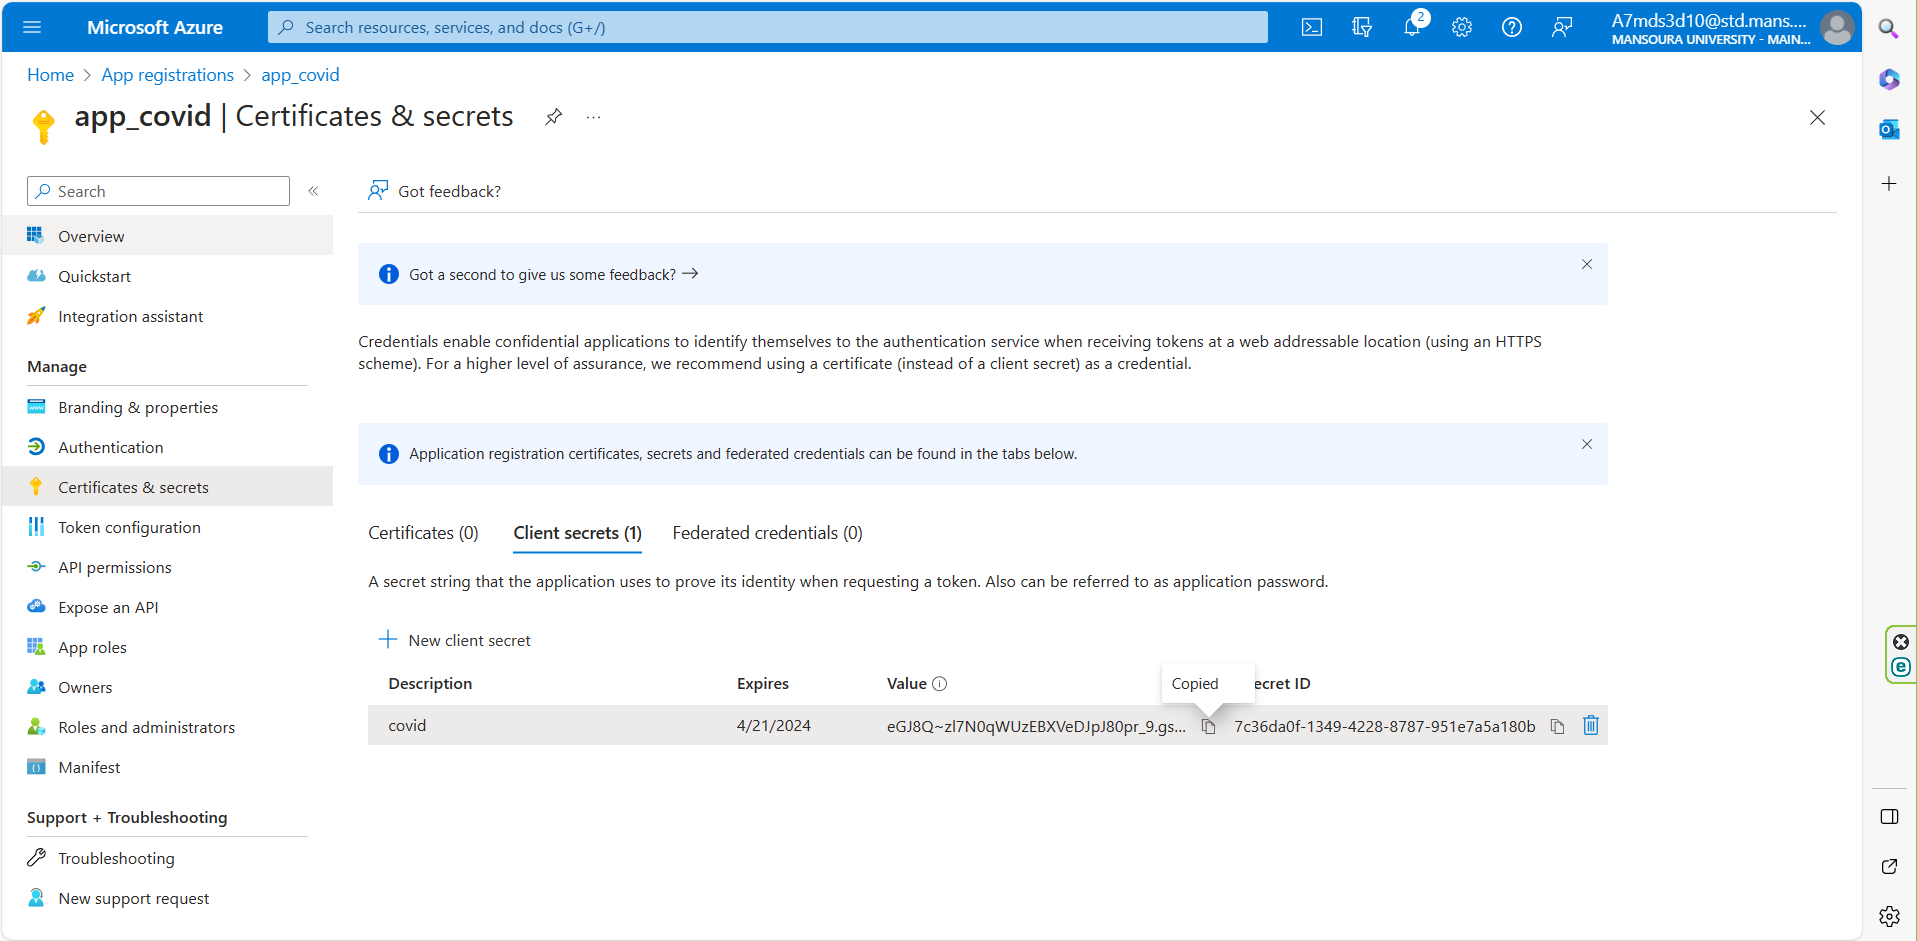 Microsoft Azure
Search resources, services, and docs (G+/)
2
A7mds3d10@std.mans....
MANSOURA UNIVERSITY - MAIN...
Home > App registrations > app_covid
app_covid | Certificates & secrets
...
Search
«
Got feedback?
Overview
Quickstart
Integration assistant
Manage
Branding & properties
Authentication
Certificates & secrets
Token configuration
API permissions
Expose an API
App roles
Owners
Roles and administrators
Manifest
Support + Troubleshooting
Troubleshooting
New support request
Got a second to give us some feedback? →
Credentials enable confidential applications to identify themselves to the authentication service when receiving tokens at a web addressable location (using an HTTPS
scheme). For a higher level of assurance, we recommend using a certificate (instead of a client secret) as a credential.
Application registration certificates, secrets and federated credentials can be found in the tabs below.
Certificates (0) Client secrets (1) Federated credentials (0)
A secret string that the application uses to prove its identity when requesting a token. Also can be referred to as application password.
+ New client secret
Description Expires Value Copied ecret ID
covid 4/21/2024 eGJ8Q~zl7N0qWUzEBXVeDJpJ80pr_9.gs... 7c36da0f-1349-4228-8787-951e7a5a180b